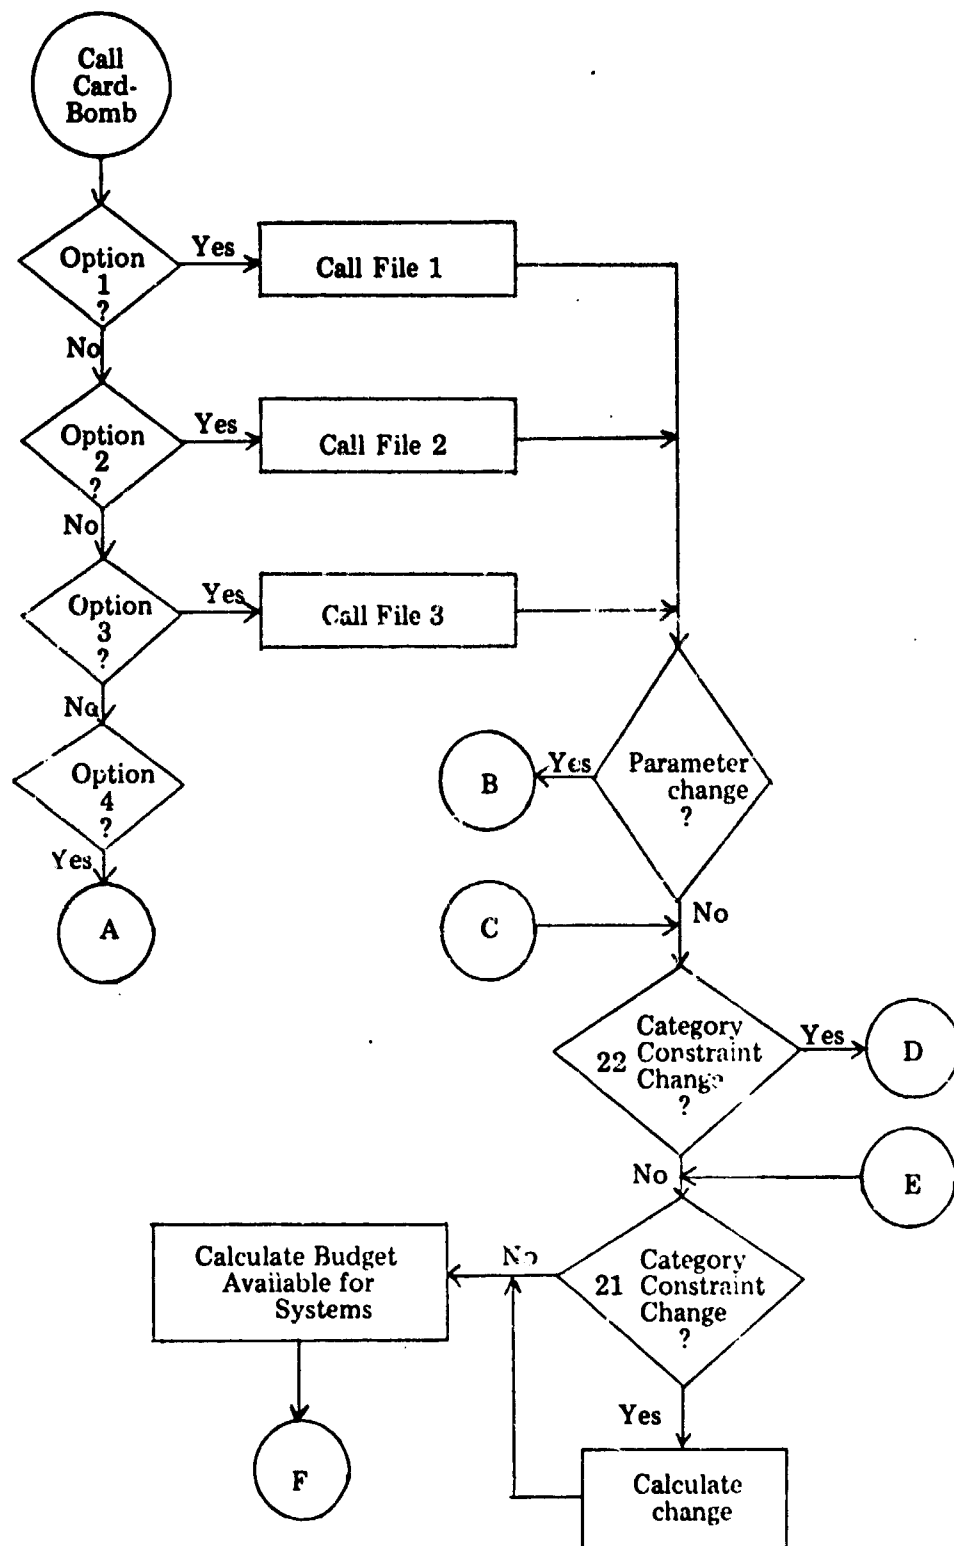 Call
Card-
Bomb
Option
1
?
Yes
Call File 1
No
Option
2
?
Yes
Call File 2
No
Option
3
?
Yes
Call File 3
No
Option
4
?
Yes
A
Parameter
change
?
Yes
B
No
C
Category
22 Constraint
Change
?
Yes
D
No
E
Category
21 Constraint
Change
?
No
Calculate Budget
Available for
Systems
F
Yes
Calculate
change